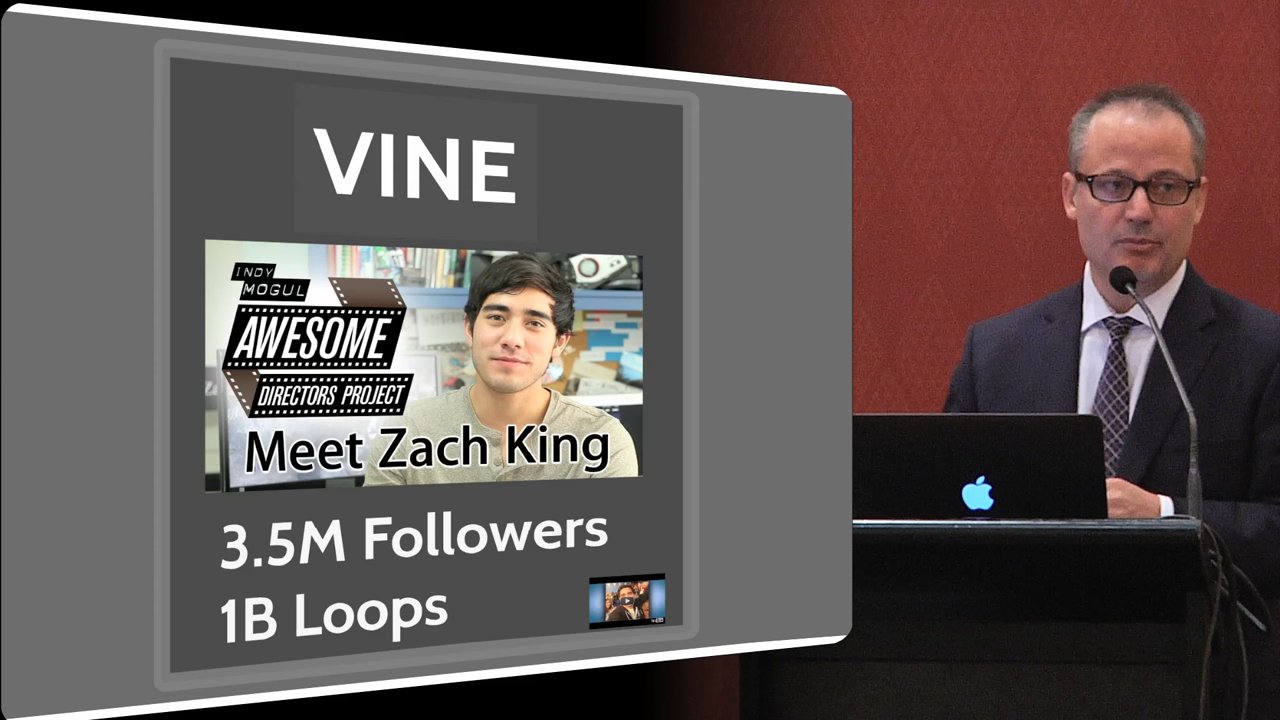 VINE
INDY
MOGUL
AWESOME
DIRECTORS PROJECT
Meet Zach King
3.5M Followers
1B Loops